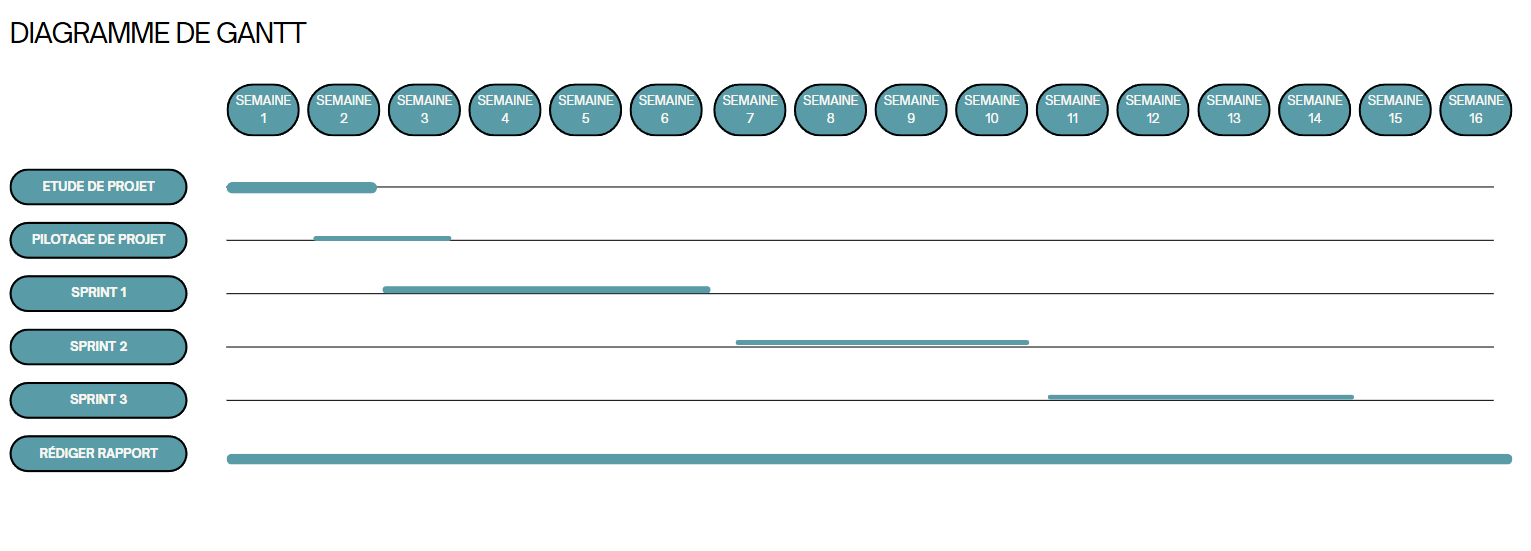 DIAGRAMME DE GANTT
SEMAINE 1
SEMAINE 2
SEMAINE 3
SEMAINE 4
SEMAINE 5
SEMAINE 6
SEMAINE 7
SEMAINE 8
SEMAINE 9
SEMAINE 10
SEMAINE 11
SEMAINE 12
SEMAINE 13
SEMAINE 14
SEMAINE 15
SEMAINE 16
ETUDE DE PROJET
PILOTAGE DE PROJET
SPRINT 1
SPRINT 2
SPRINT 3
RÉDIGER RAPPORT